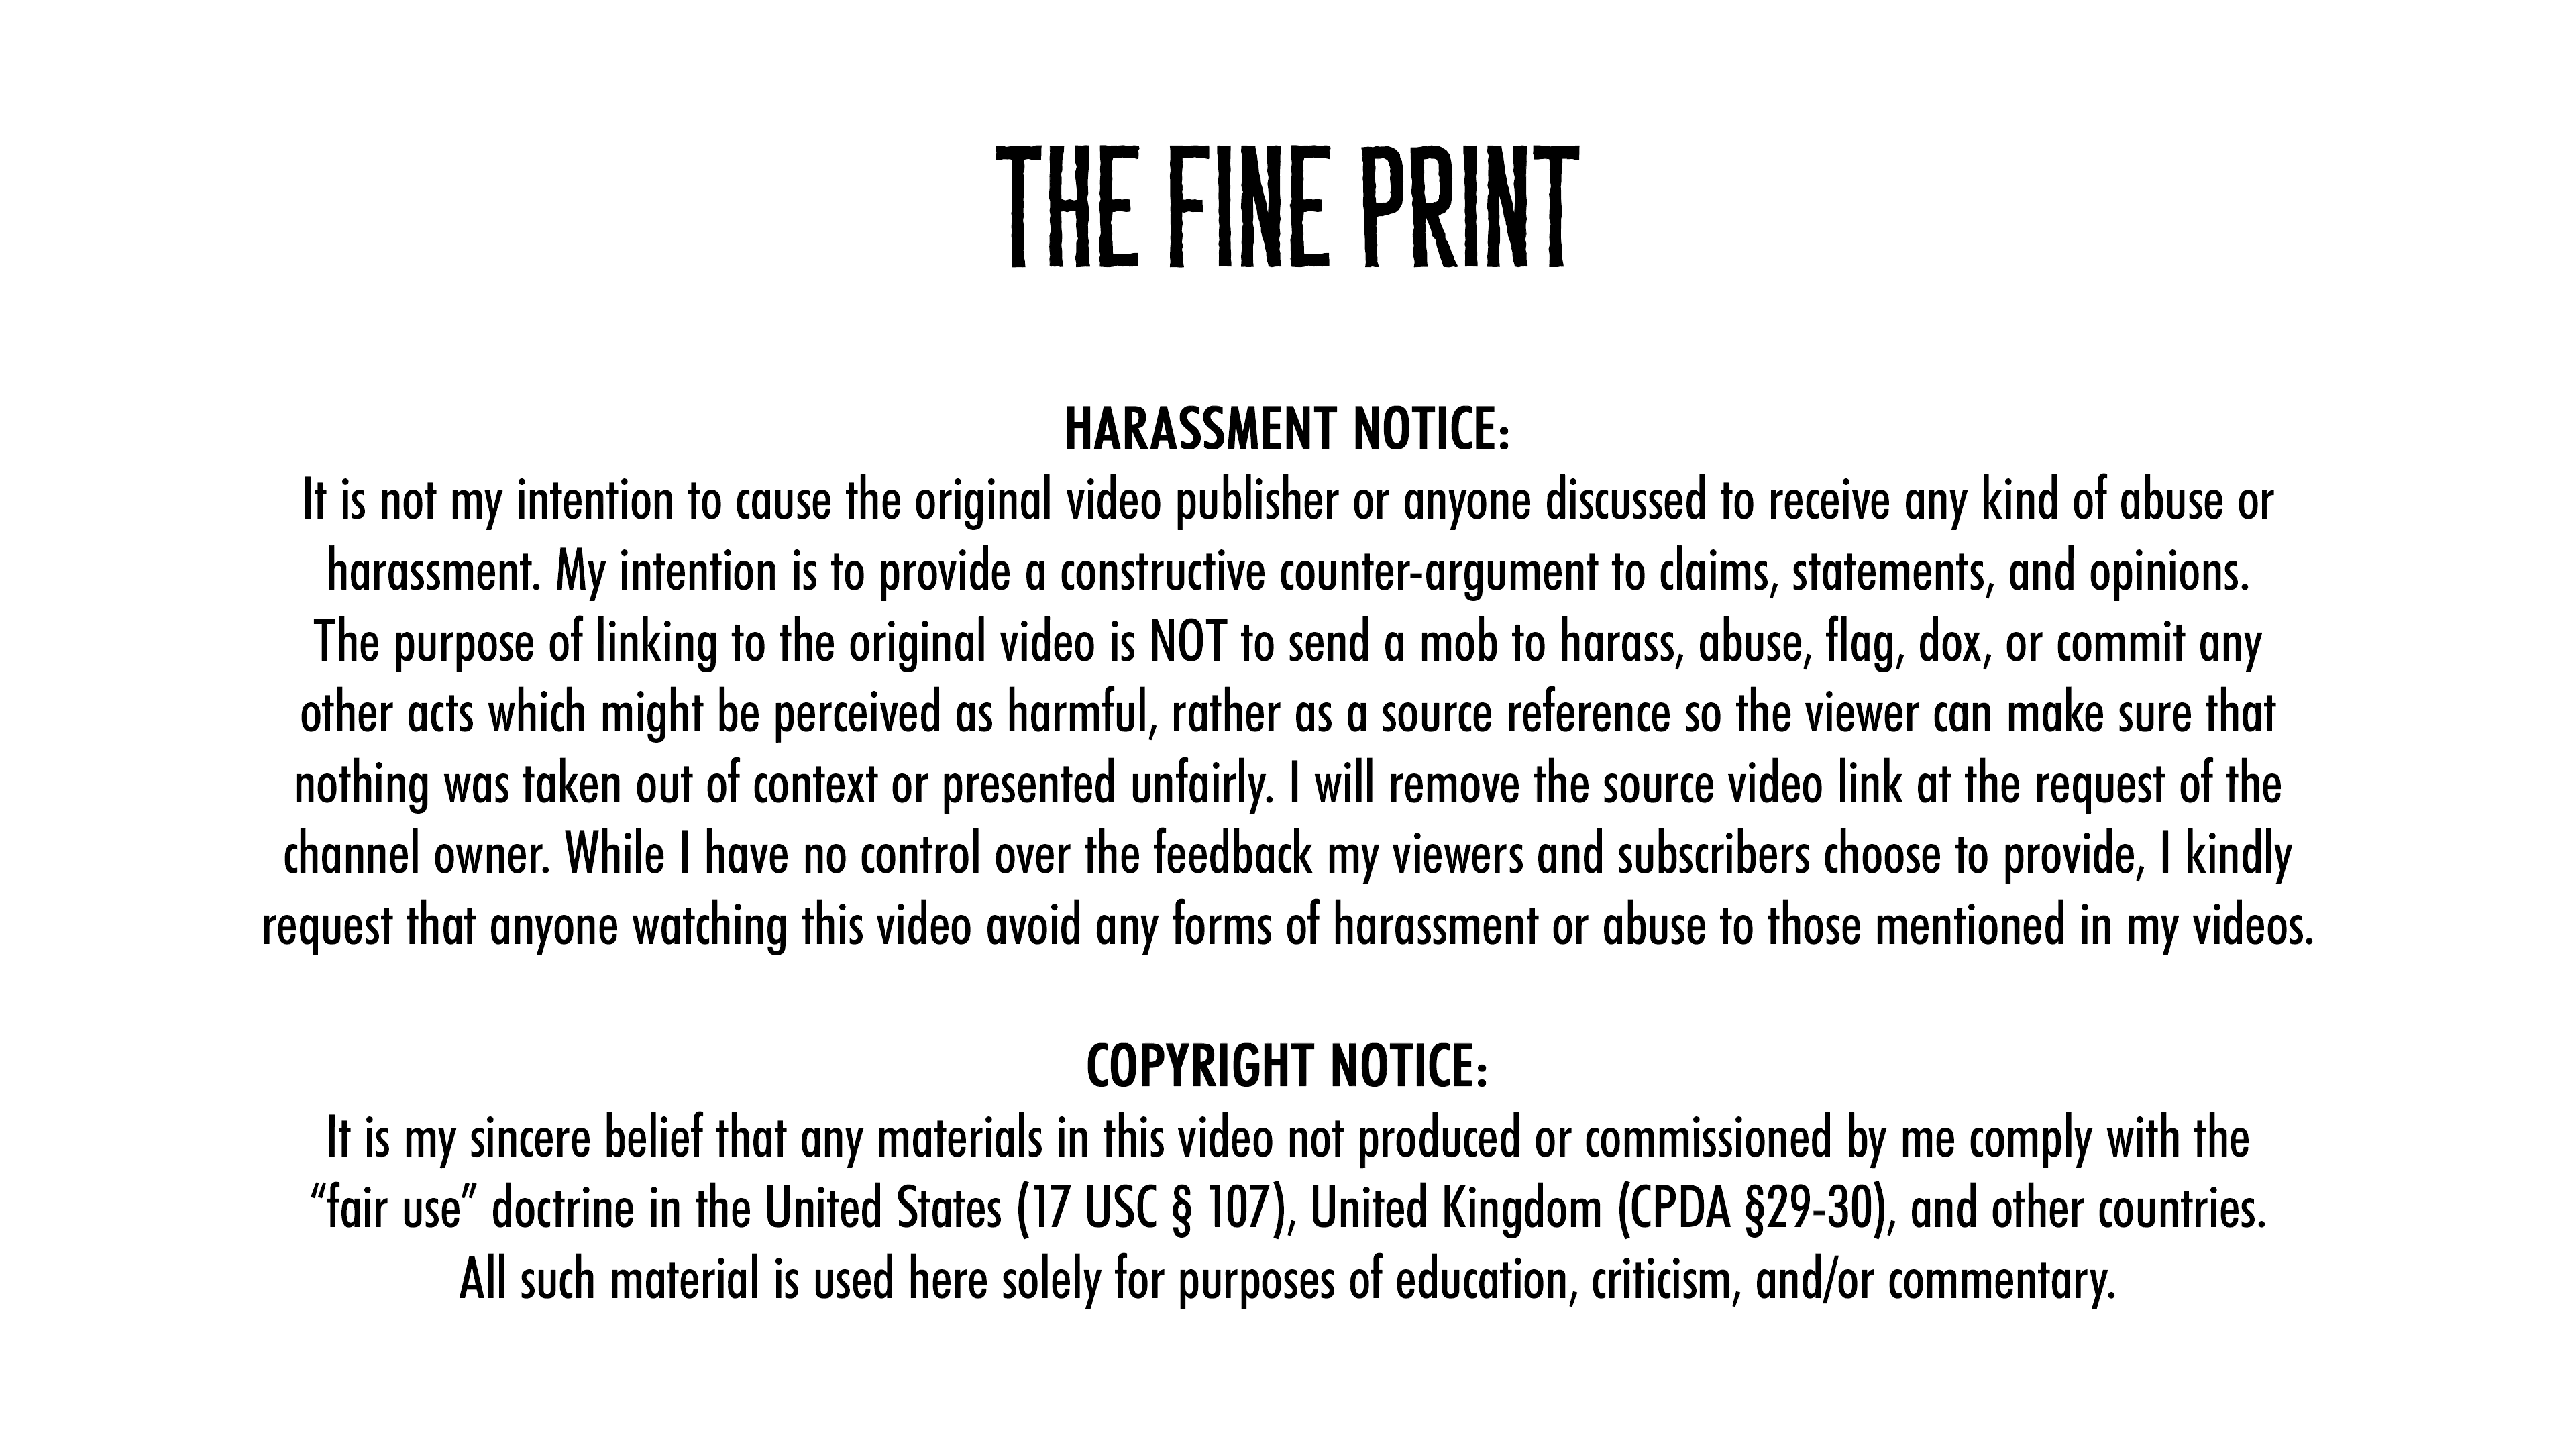 THE FINE PRINT
HARASSMENT NOTICE:
It is not my intention to cause the original video publisher or anyone discussed to receive any kind of abuse or
harassment. My intention is to provide a constructive counter-argument to claims, statements, and opinions.
The purpose of linking to the original video is NOT to send a mob to harass, abuse, flag, dox, or commit any
other acts which might be perceived as harmful, rather as a source reference so the viewer can make sure that
nothing was taken out of context or presented unfairly. I will remove the source video link at the request of the
channel owner. While I have no control over the feedback my viewers and subscribers choose to provide, I kindly
request that anyone watching this video avoid any forms of harassment or abuse to those mentioned in my videos.
COPYRIGHT NOTICE:
It is my sincere belief that any materials in this video not produced or commissioned by me comply with the
“fair use” doctrine in the United States (17 USC § 107), United Kingdom (CPDA §29-30), and other countries.
All such material is used here solely for purposes of education, criticism, and/or commentary.